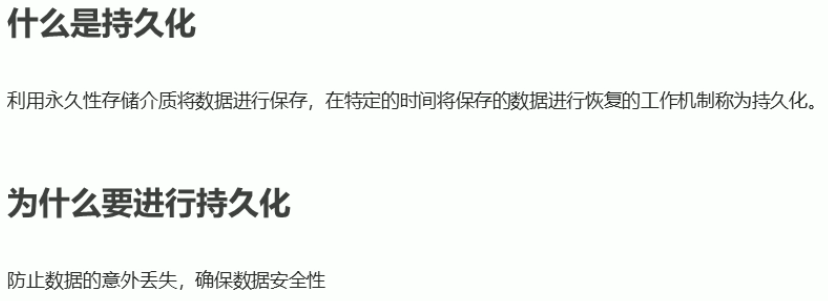 什么是持久化
利用永久性存储介质将数据进行保存，在特定的时间将保存的数据进行恢复的工作机制称为持久化。
为什么要进行持久化
防止数据的意外丢失，确保数据安全性